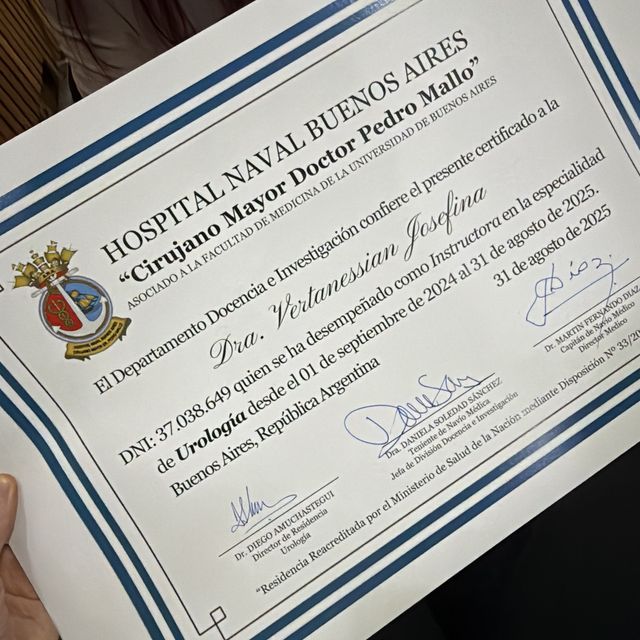 HOSPITAL NAVAL BUENOS AIRES
"Cirujano Mayor Doctor Pedro Mallo"
ASOCIADO A LA FACULTAD DE MEDICINA DE LA UNIVERSIDAD DE BUENOS AIRES
El Departamento Docencia e Investigación confiere el presente certificado a la
Dra. Vertanessian Josefina
DNI: 37.038.649 quien se ha desempeñado como Instructora en la especialidad
de Urología desde el 01 de septiembre de 2024 al 31 de agosto de 2025.
Buenos Aires, República Argentina
31 de agosto de 2025
Dr. MARTIN FERNANDO DIAZ
Capitán de Navío Médico
Director Medico
Dra. DANIELA SOLEDAD SÁNCHEZ
Teniente de Navío Médica
Jefa de División Docencia e Investigación
Dr. DIEGO AMUCHASTEGUI
Director de Residencia
Urología
"Residencia Reacreditada por el Ministerio de Salud de la Nación mediante Disposición N° 33/20